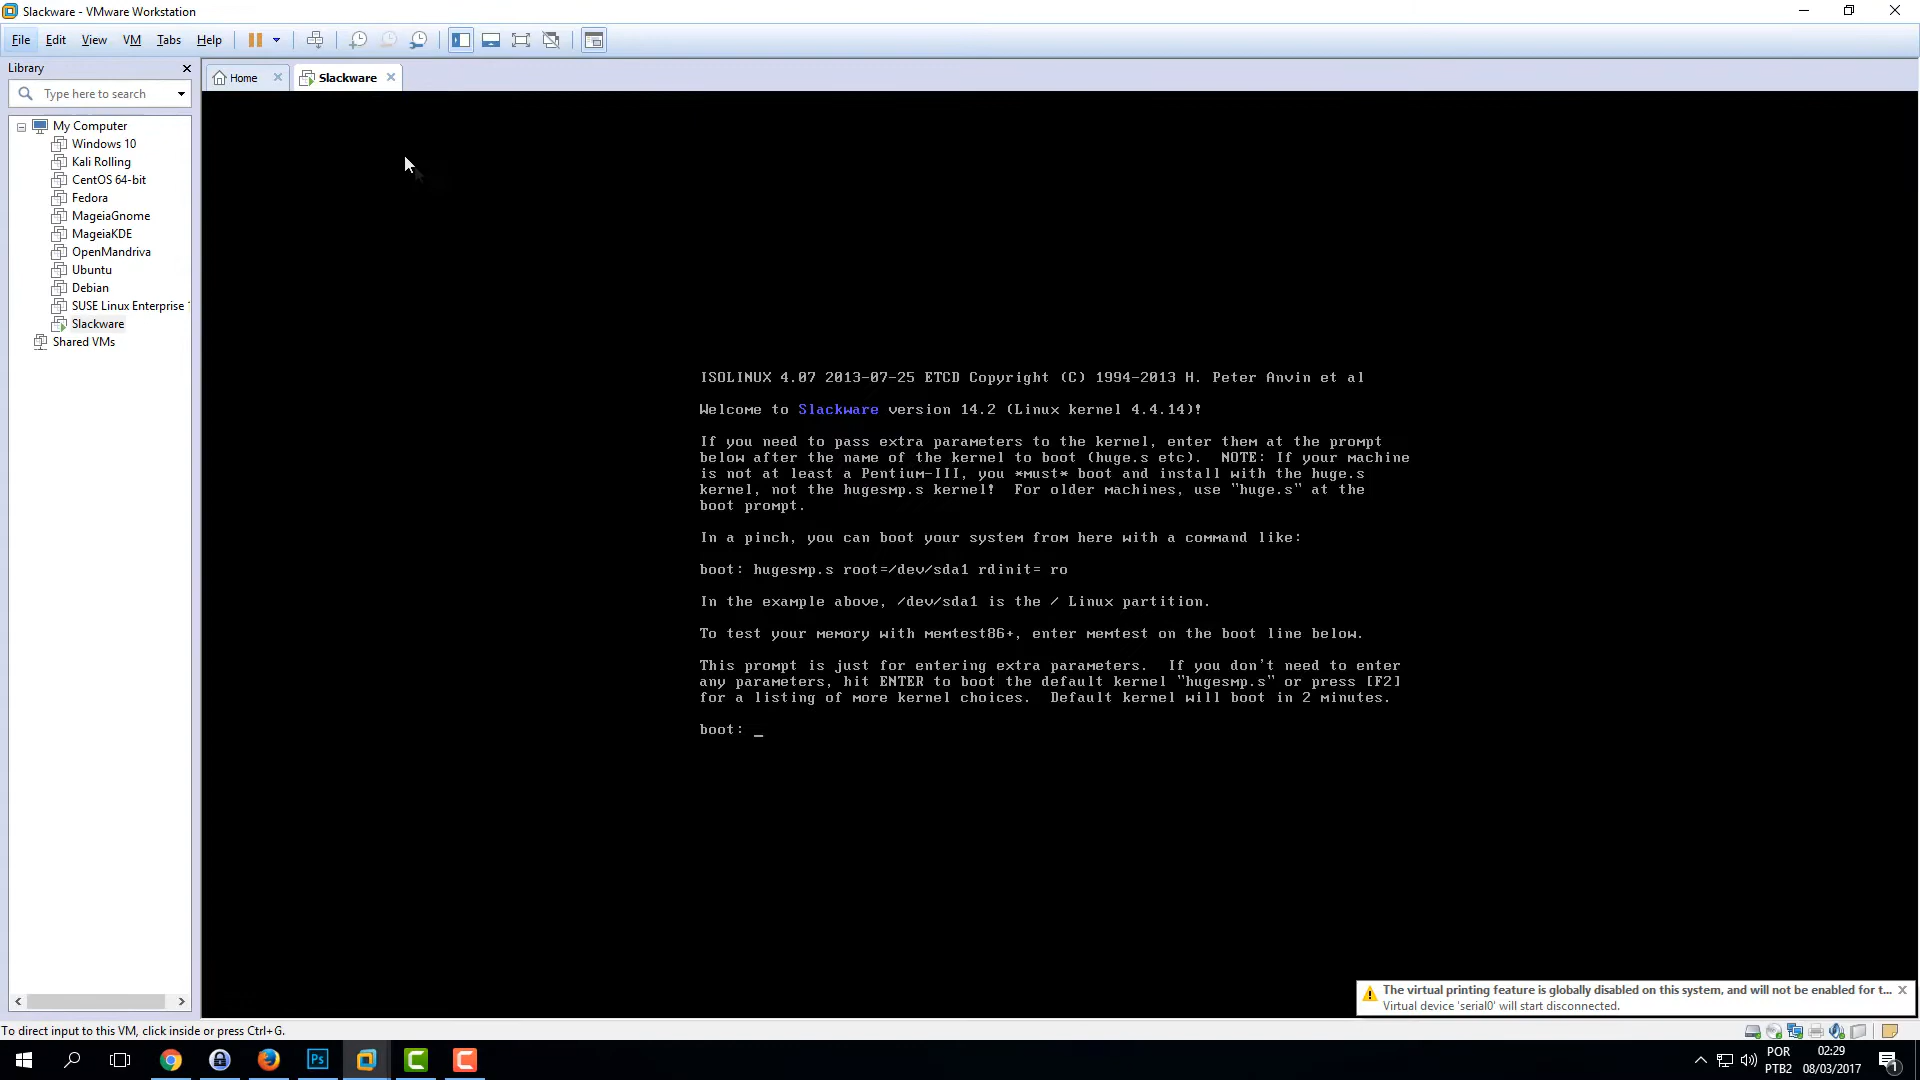 Slackware - VMware Workstation
File Edit View VM Tabs Help
Library
Type here to search
My Computer
Windows 10
Kali Rolling
CentOS 64-bit
Fedora
MageiaGnome
MageiaKDE
OpenMandriva
Ubuntu
Debian
SUSE Linux Enterprise
Slackware
Shared VMs
Home
Slackware
ISOLINUX 4.07 2013-07-25 ETCD Copyright (C) 1994-2013 H. Peter Anvin et al
Welcome to Slackware version 14.2 (Linux kernel 4.4.14)!
If you need to pass extra parameters to the kernel, enter them at the prompt
below after the name of the kernel to boot (huge.s etc).  NOTE: If your machine
is not at least a Pentium-III, you *must* boot and install with the huge.s
kernel, not the hugesmp.s kernel!  For older machines, use "huge.s" at the
boot prompt.
In a pinch, you can boot your system from here with a command like:
boot: hugesmp.s root=/dev/sda1 rdinit= ro
In the example above, /dev/sda1 is the / Linux partition.
To test your memory with memtest86+, enter memtest on the boot line below.
This prompt is just for entering extra parameters.  If you don't need to enter
any parameters, hit ENTER to boot the default kernel "hugesmp.s" or press [F2]
for a listing of more kernel choices.  Default kernel will boot in 2 minutes.
boot: _
The virtual printing feature is globally disabled on this system, and will not be enabled for t...
Virtual device 'serial0' will start disconnected.
To direct input to this VM, click inside or press Ctrl+G.
Ps
POR
PTB2
02:29
08/03/2017
1